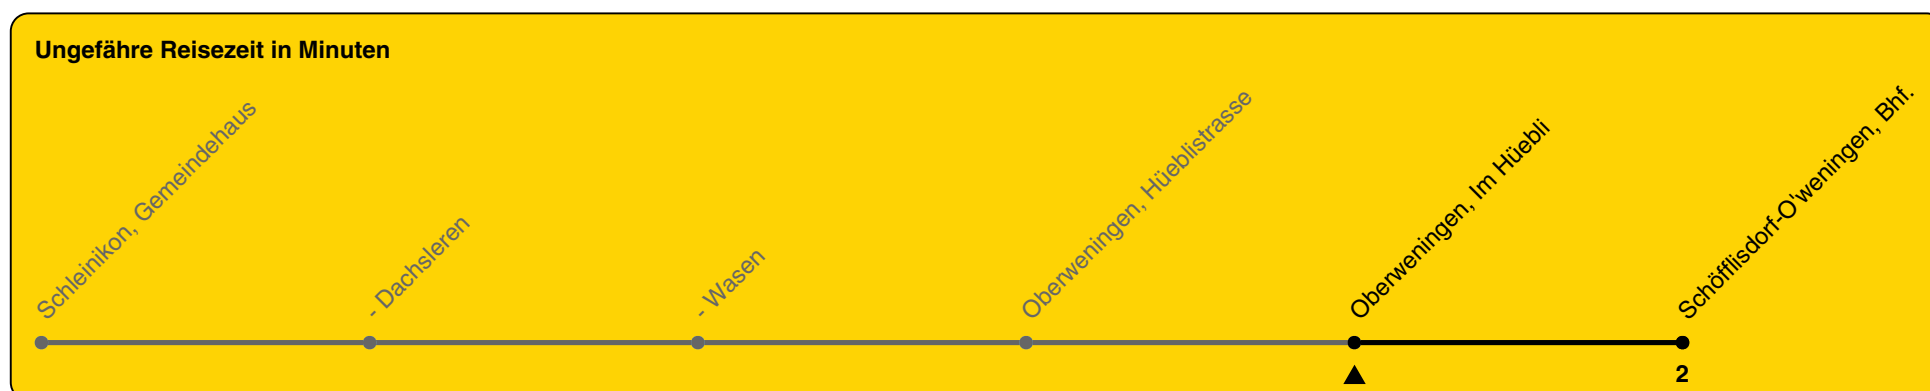 Ungefähre Reisezeit in Minuten
Schleinikon, Gemeindehaus
- Dachsleren
- Wasen
Oberweningen, Hüeblistrasse
Oberweningen, Im Hüebli
Schöfflisdorf-O'weningen, Bhf.
2